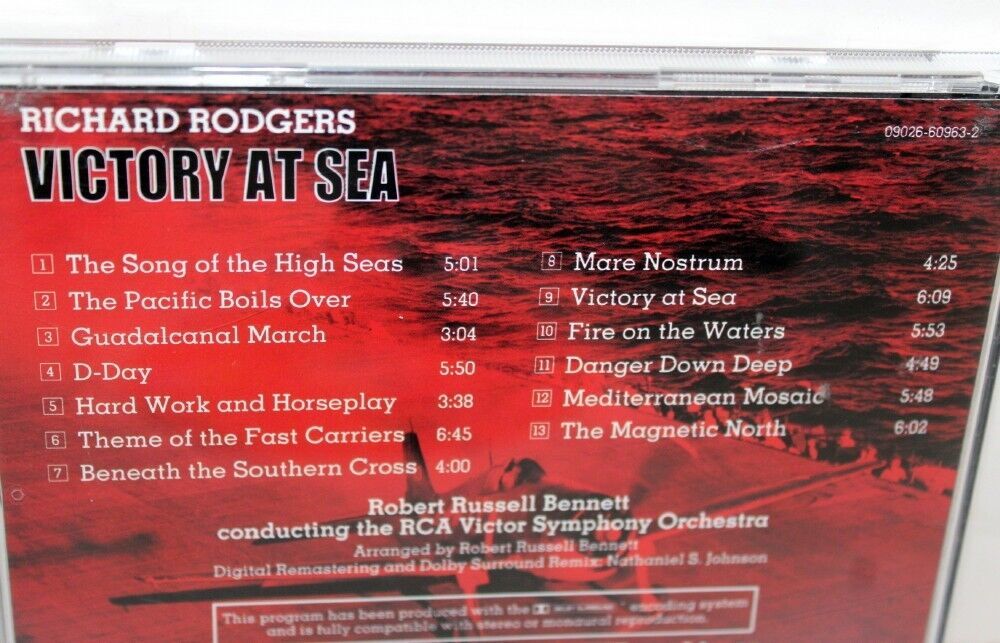 RICHARD RODGERS
09026-60963-2
VICTORY AT SEA
1 The Song of the High Seas 5:01
2 The Pacific Boils Over 5:40
3 Guadalcanal March 3:04
4 D-Day 5:50
5 Hard Work and Horseplay 3:38
6 Theme of the Fast Carriers 6:45
7 Beneath the Southern Cross 4:00
8 Mare Nostrum 4:25
9 Victory at Sea 6:09
10 Fire on the Waters 5:53
11 Danger Down Deep 4:49
12 Mediterranean Mosaic 5:48
13 The Magnetic North 6:02
Robert Russell Bennett
conducting the RCA Victor Symphony Orchestra
Arranged by Robert Russell Bennett
Digital Remastering and Dolby Surround Remix: Nathaniel S. Johnson
This program has been produced with the encoding system
and is fully compatible with stereo or monaural reproduction.